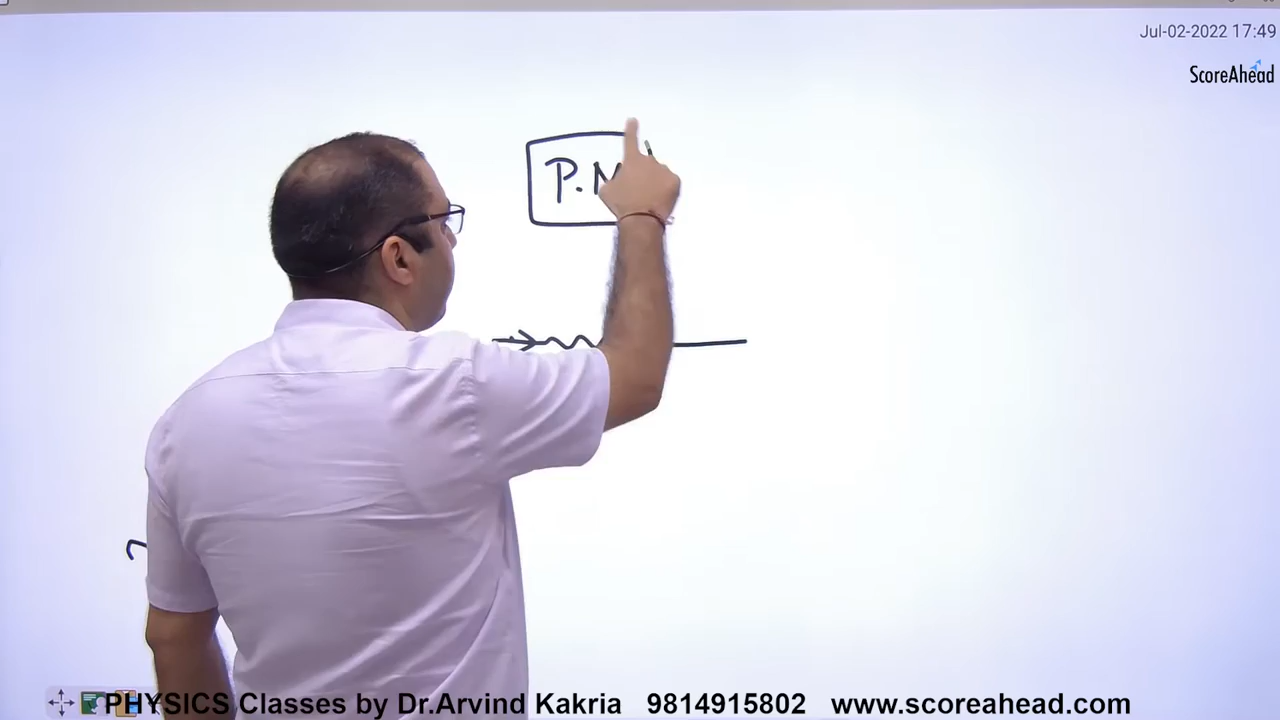 Jul-02-2022 17:49
ScoreAhead
P.
PHYSICS Classes by Dr.Arvind Kakria 9814915802 www.scoreahead.com